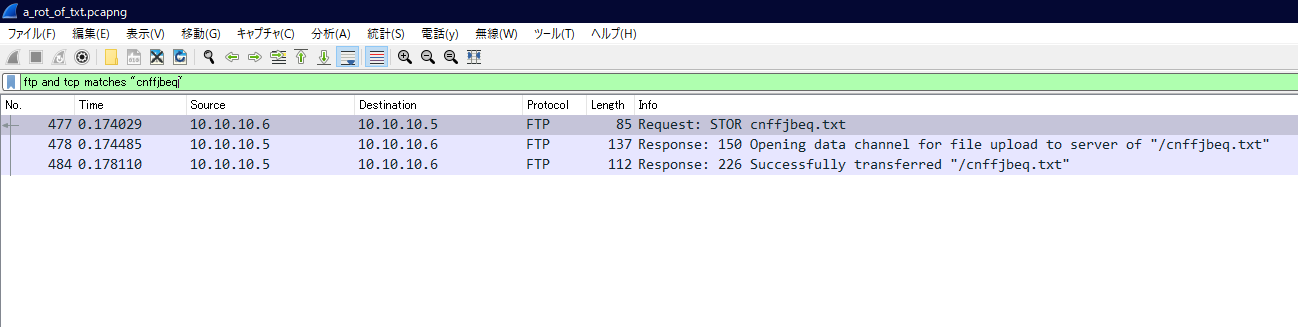 a_rot_of_txt.pcapng
ファイル(F) 編集(E) 表示(V) 移動(G) キャプチャ(C) 分析(A) 統計(S) 電話(y) 無線(W) ツール(T) ヘルプ(H)
ftp and tcp matches "cnffjbeq"
No. Time Source Destination Protocol Length Info
477 0.174029 10.10.10.6 10.10.10.5 FTP 85 Request: STOR cnffjbeq.txt
478 0.174485 10.10.10.5 10.10.10.6 FTP 137 Response: 150 Opening data channel for file upload to server of "/cnffjbeq.txt"
484 0.178110 10.10.10.5 10.10.10.6 FTP 112 Response: 226 Successfully transferred "/cnffjbeq.txt"